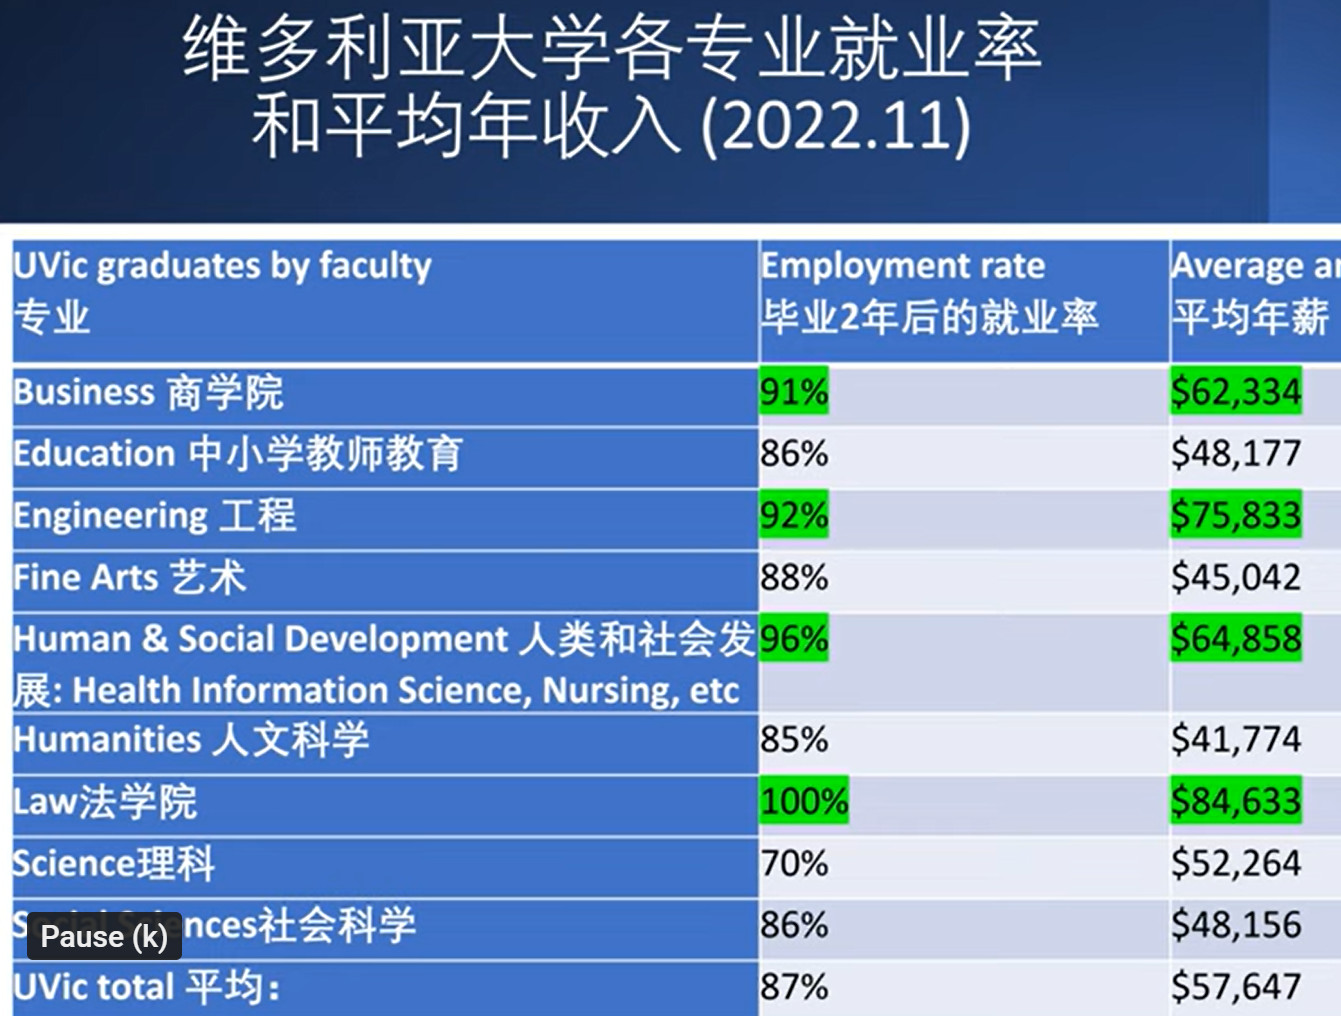 维多利亚大学各专业就业率
和平均年收入 (2022.11)
UVic graduates by faculty
专业
Employment rate
毕业2年后的就业率
Average
平均年薪
Business 商学院
91%
$62,334
Education 中小学教师教育
86%
$48,177
Engineering 工程
92%
$75,833
Fine Arts 艺术
88%
$45,042
Human & Social Development 人类和社会发
展: Health Information Science, Nursing, etc
96%
$64,858
Humanities 人文科学
85%
$41,774
Law法学院
100%
$84,633
Science理科
70%
$52,264
社会科学
86%
$48,156
Pause (k)
UVic total 平均：
87%
$57,647